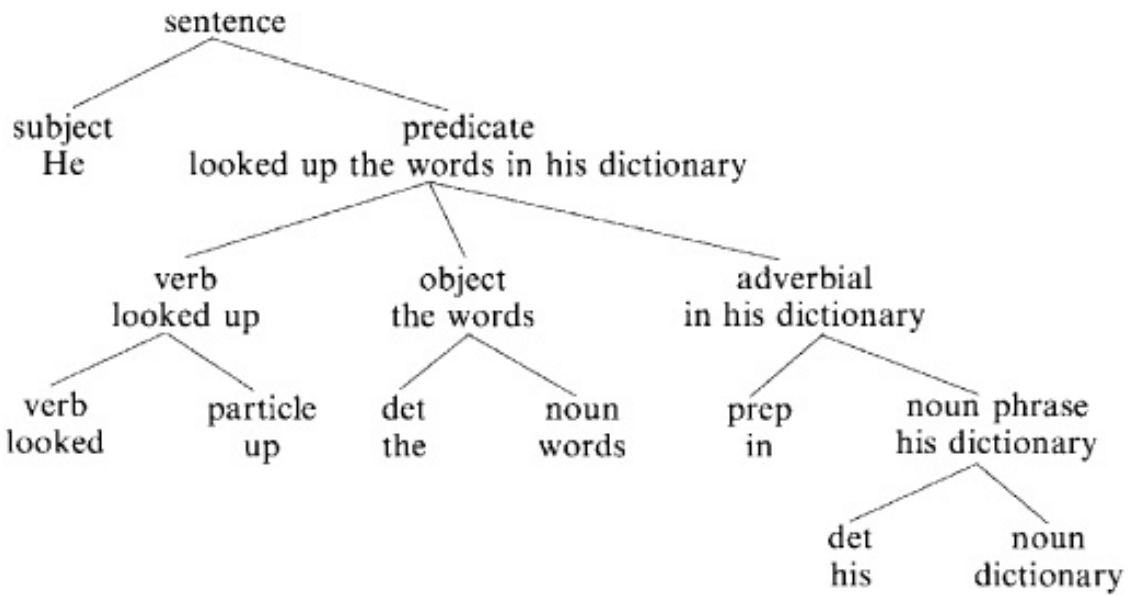 sentence
subject predicate
He looked up the words in his dictionary
verb object adverbial
looked up the words in his dictionary
verb particle det noun prep noun phrase
looked up the words in his dictionary
det noun
his dictionary